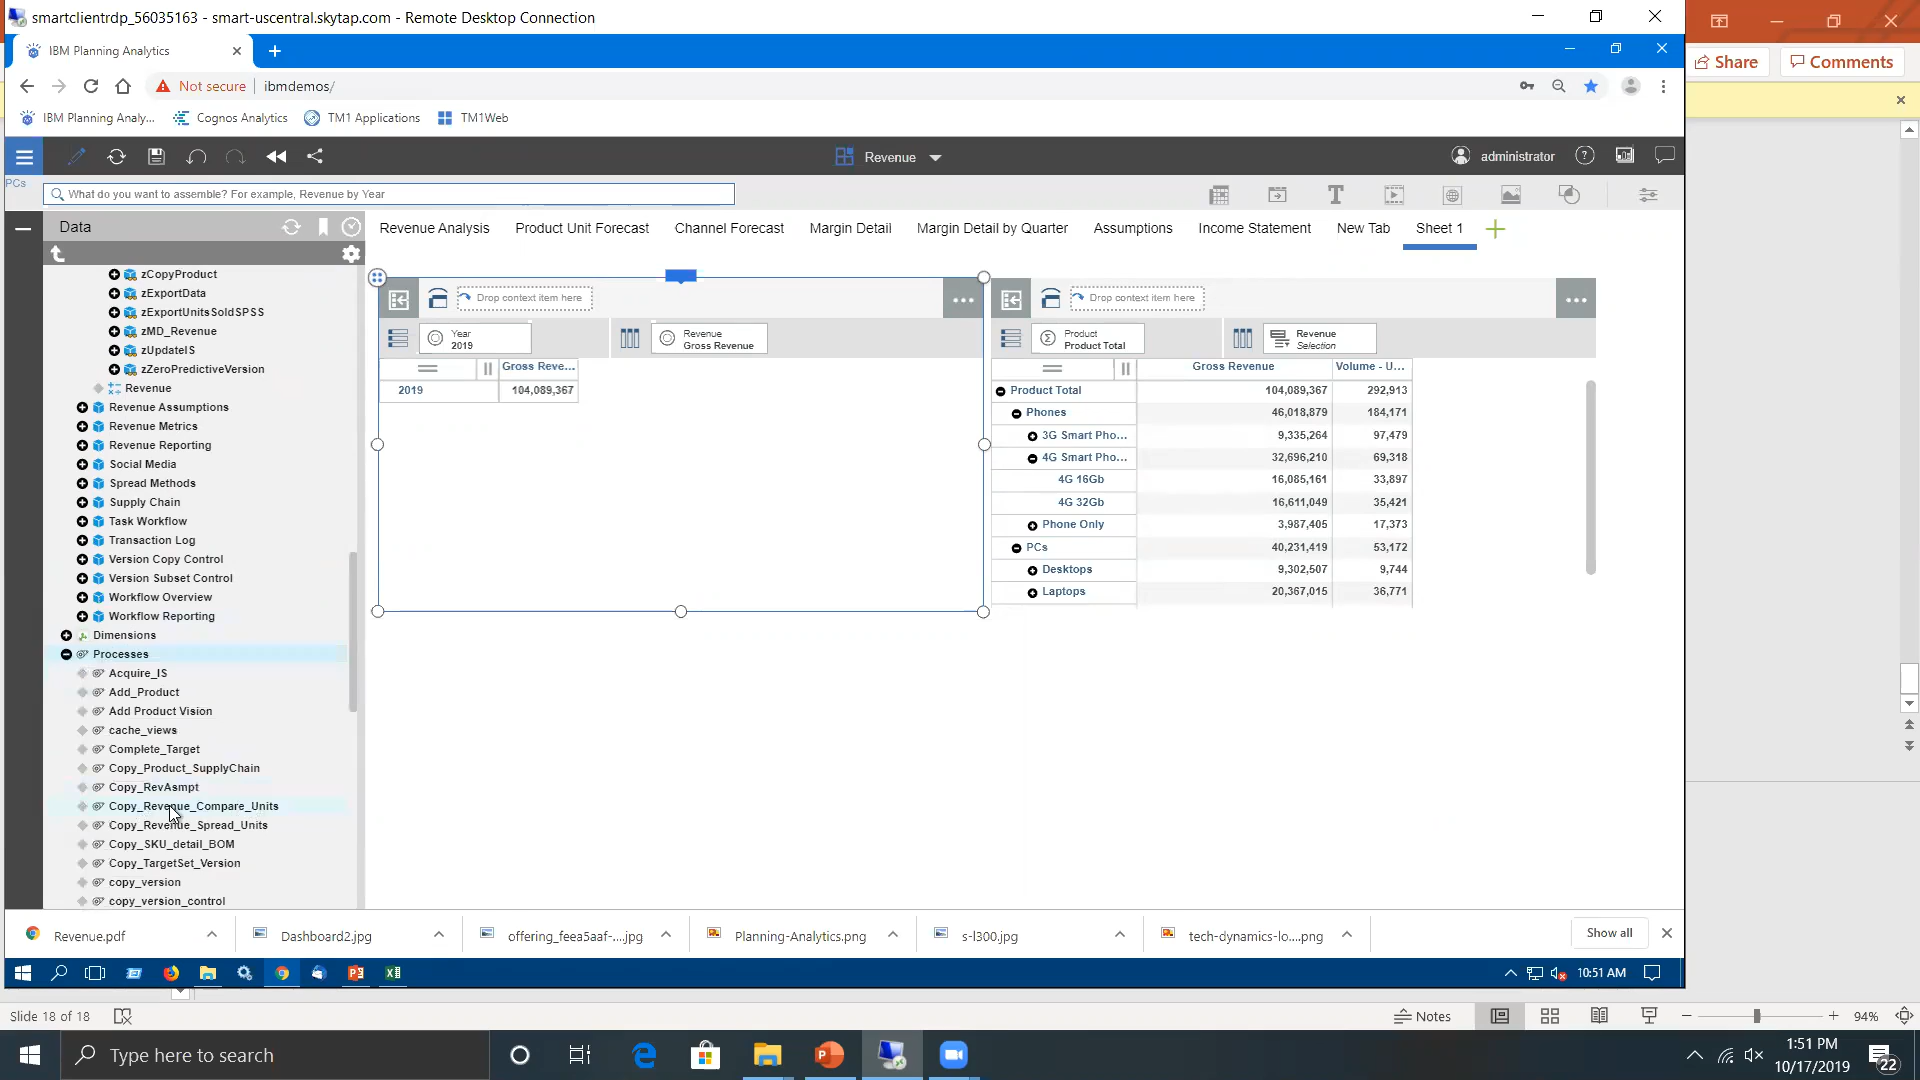 smartclientrdp_56035163 - smart-uscentral.skytap.com - Remote Desktop Connection
IBM Planning Analytics
Share
Comments
Not secure
ibmdemos/
IBM Planning Analy...
Cognos Analytics
TM1 Applications
TM1Web
Revenue
administrator
PCs
What do you want to assemble? For example, Revenue by Year
Data
Revenue Analysis
Product Unit Forecast
Channel Forecast
Margin Detail
Margin Detail by Quarter
Assumptions
Income Statement
New Tab
Sheet 1
zCopyProduct
zExportData
zExportUnitsSoldSPSS
zMD_Revenue
zUpdateIS
zZeroPredictiveVersion
Revenue
Revenue Assumptions
Revenue Metrics
Revenue Reporting
Social Media
Spread Methods
Supply Chain
Task Workflow
Transaction Log
Version Copy Control
Version Subset Control
Workflow Overview
Workflow Reporting
Dimensions
Processes
Acquire_IS
Add_Product
Add Product Vision
cache_views
Complete_Target
Copy_Product_SupplyChain
Copy_RevAsmpt
Copy_Revenue_Compare_Units
Copy_Revenue_Spread_Units
Copy_SKU_detail_BOM
Copy_TargetSet_Version
copy_version
copy_version_control
Drop context item here
Year
2019
Revenue
Gross Revenue
Gross Reve...
2019 104,089,367
Drop context item here
Product
Product Total
Revenue
Selection
Gross Revenue Volume - U...
Product Total 104,089,367 292,913
Phones 46,018,879 184,171
3G Smart Pho... 9,335,264 97,479
4G Smart Pho... 32,696,210 69,318
4G 16Gb 16,085,161 33,897
4G 32Gb 16,611,049 35,421
Phone Only 3,987,405 17,373
PCs 40,231,419 53,172
Desktops 9,302,507 9,744
Laptops 20,367,015 36,771
Revenue.pdf
Dashboard2.jpg
offering_feea5aaf-....jpg
Planning-Analytics.png
s-l300.jpg
tech-dynamics-lo....png
Show all
10:51 AM
Slide 18 of 18
Notes
94%
Type here to search
1:51 PM
10/17/2019
22